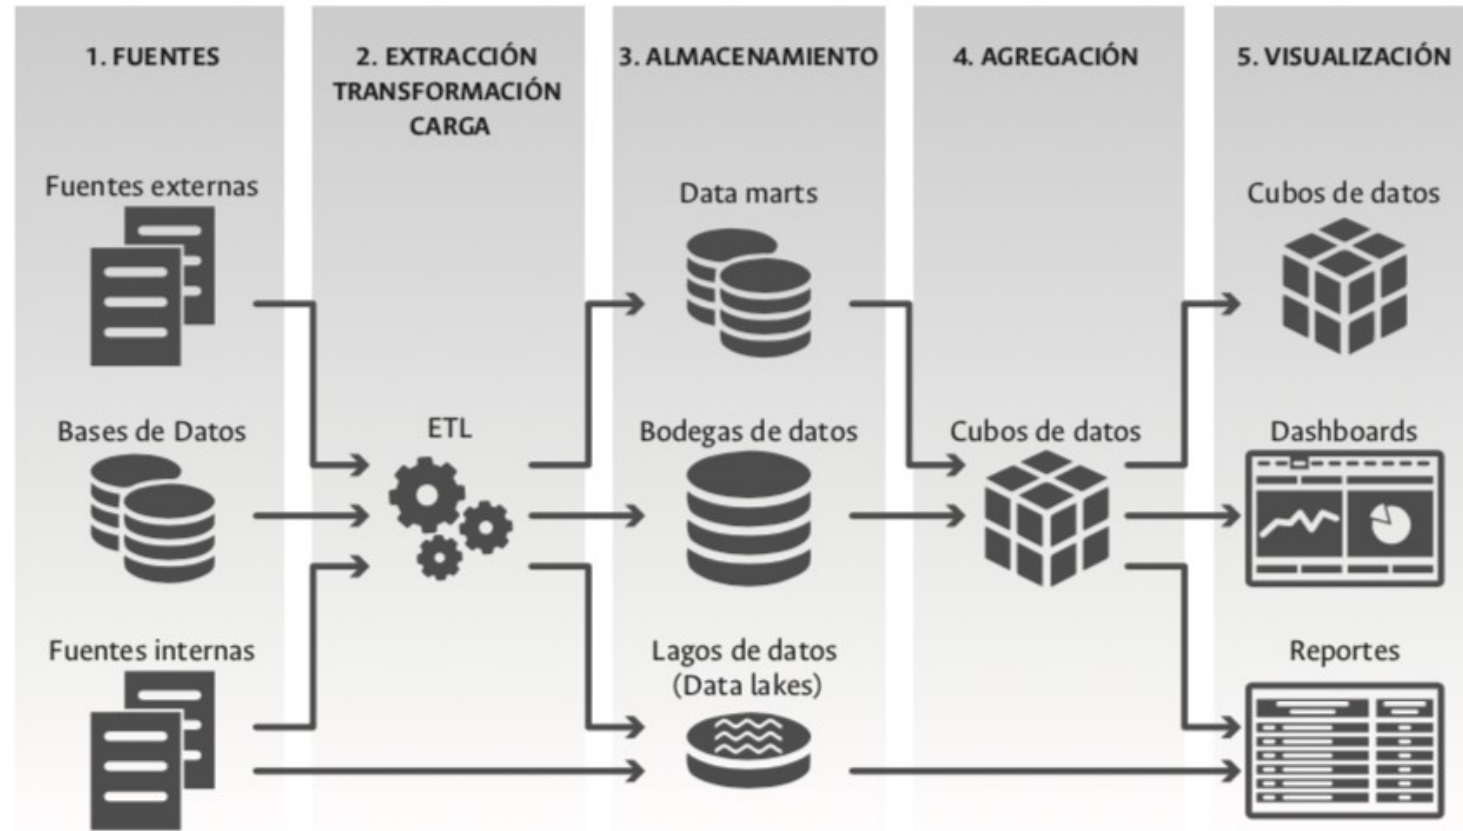 1. FUENTES
Fuentes externas
Bases de Datos
Fuentes internas
2. EXTRACCIÓN
TRANSFORMACIÓN
CARGA
ETL
3. ALMACENAMIENTO
Data marts
Bodegas de datos
Lagos de datos
(Data lakes)
4. AGREGACIÓN
Cubos de datos
5. VISUALIZACIÓN
Cubos de datos
Dashboards
Reportes